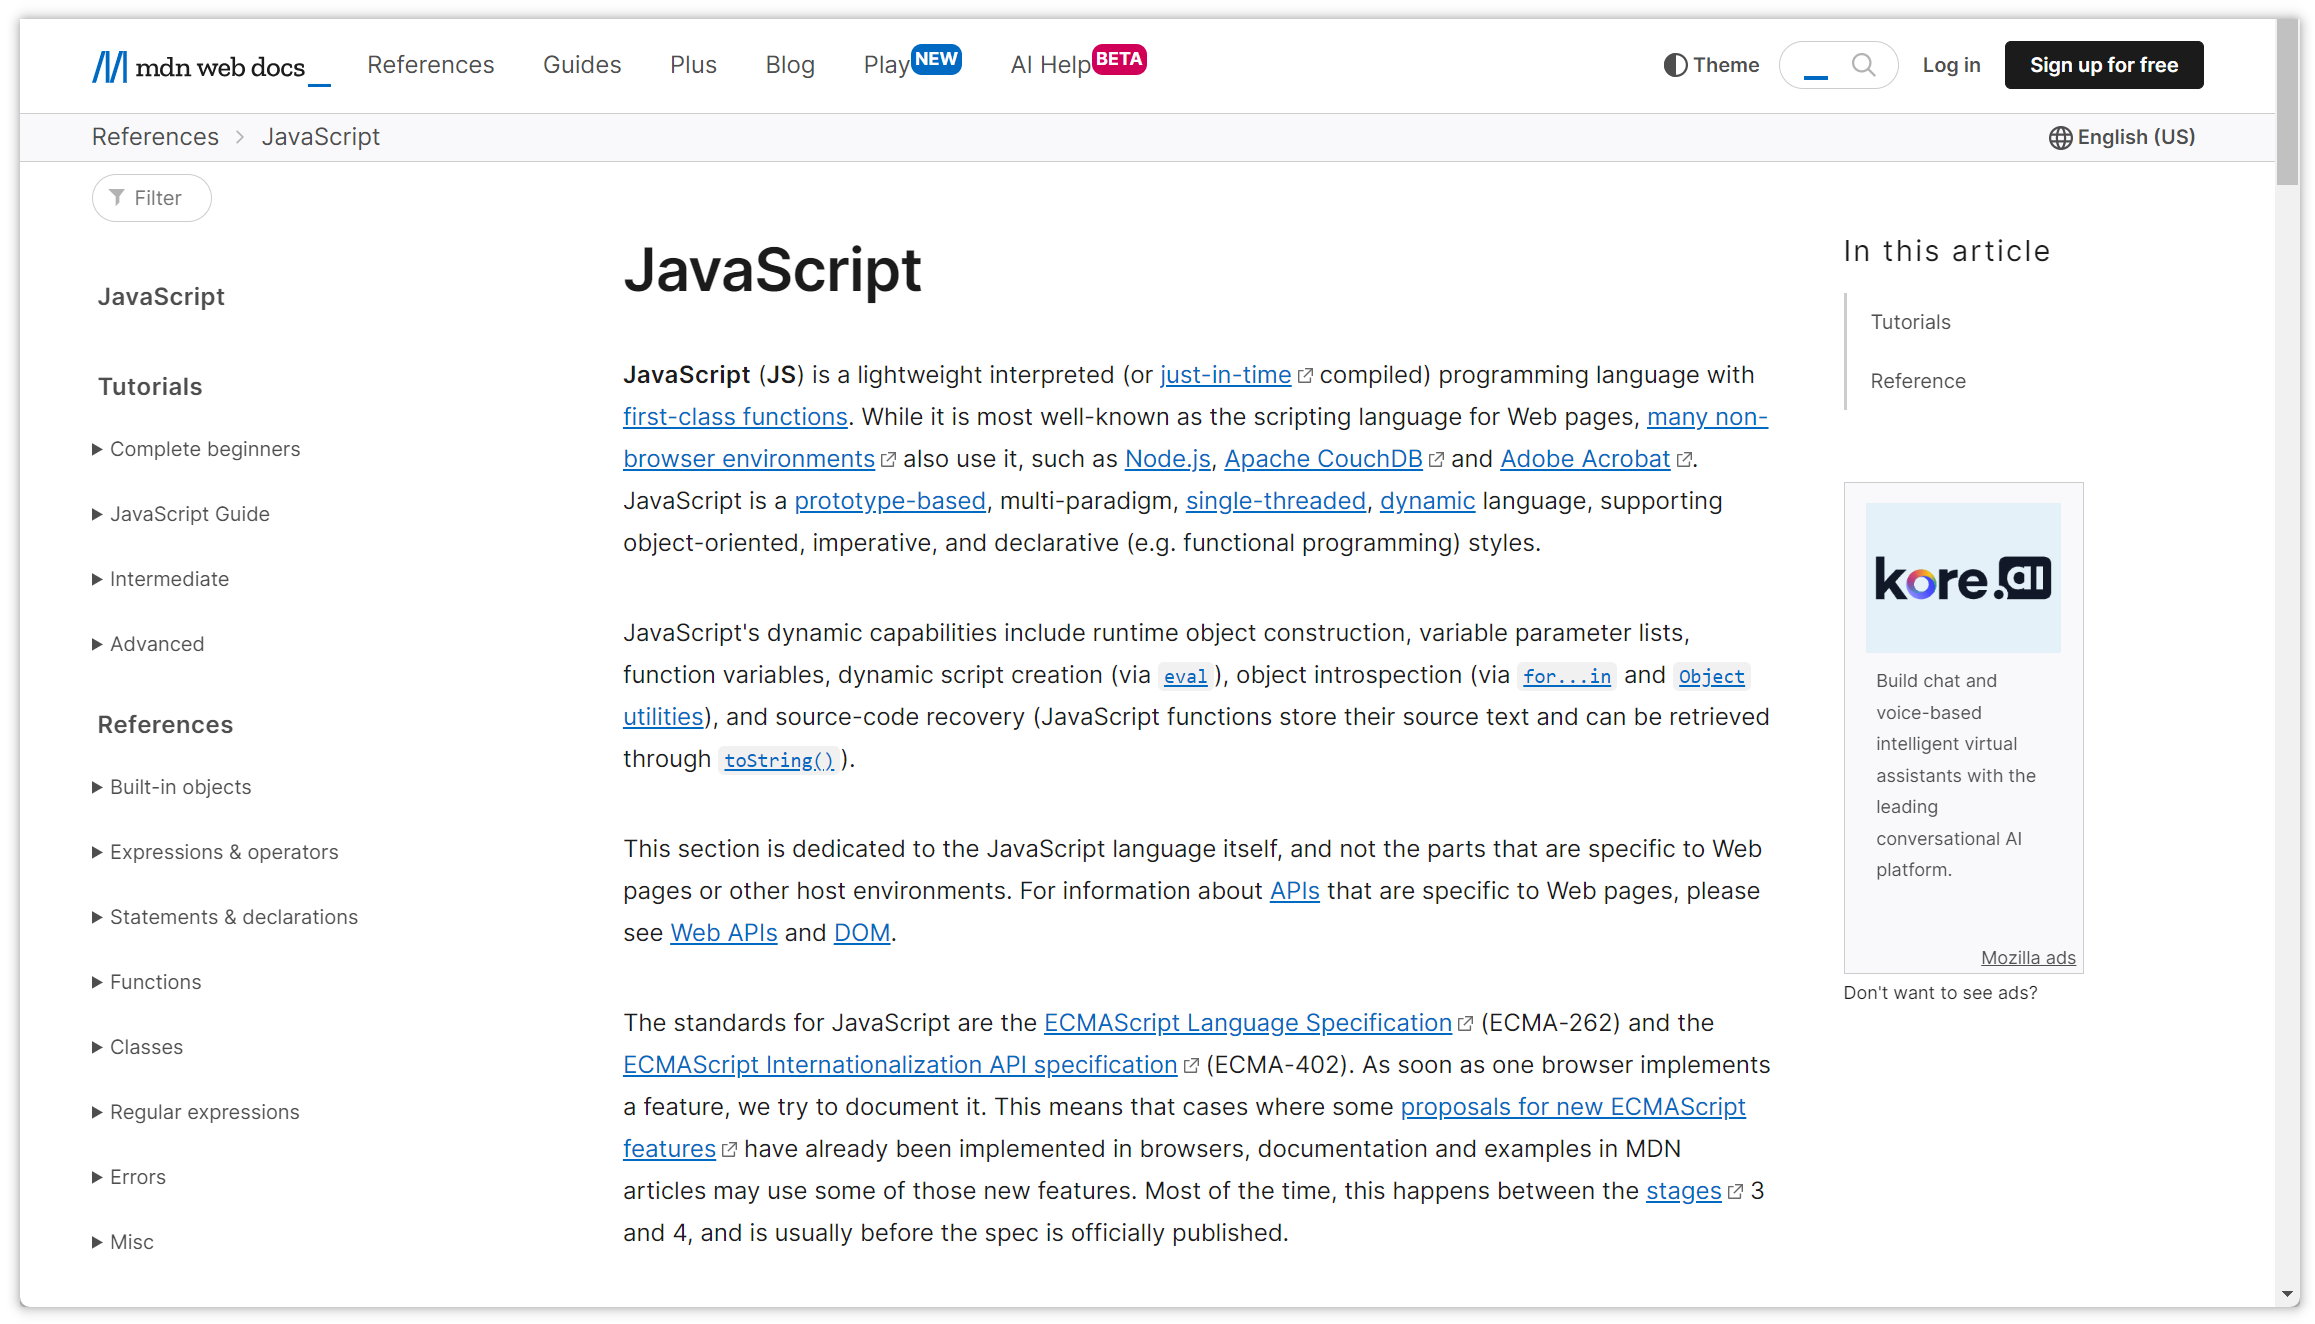 mdn web docs_
References
Guides
Plus
Blog
Play NEW
AI Help BETA
Theme
Log in
Sign up for free
References > JavaScript
English (US)
Filter
JavaScript
Tutorials
Complete beginners
JavaScript Guide
Intermediate
Advanced
References
Built-in objects
Expressions & operators
Statements & declarations
Functions
Classes
Regular expressions
Errors
Misc
JavaScript
JavaScript (JS) is a lightweight interpreted (or just-in-time compiled) programming language with
first-class functions. While it is most well-known as the scripting language for Web pages, many non-
browser environments also use it, such as Node.js, Apache CouchDB and Adobe Acrobat.
JavaScript is a prototype-based, multi-paradigm, single-threaded, dynamic language, supporting
object-oriented, imperative, and declarative (e.g. functional programming) styles.
JavaScript's dynamic capabilities include runtime object construction, variable parameter lists,
function variables, dynamic script creation (via eval), object introspection (via for...in and Object
utilities), and source-code recovery (JavaScript functions store their source text and can be retrieved
through toString()).
This section is dedicated to the JavaScript language itself, and not the parts that are specific to Web
pages or other host environments. For information about APIs that are specific to Web pages, please
see Web APIs and DOM.
The standards for JavaScript are the ECMAScript Language Specification (ECMA-262) and the
ECMAScript Internationalization API specification (ECMA-402). As soon as one browser implements
a feature, we try to document it. This means that cases where some proposals for new ECMAScript
features have already been implemented in browsers, documentation and examples in MDN
articles may use some of those new features. Most of the time, this happens between the stages 3
and 4, and is usually before the spec is officially published.
In this article
Tutorials
Reference
kore.ai
Build chat and
voice-based
intelligent virtual
assistants with the
leading
conversational AI
platform.
Mozilla ads
Don't want to see ads?